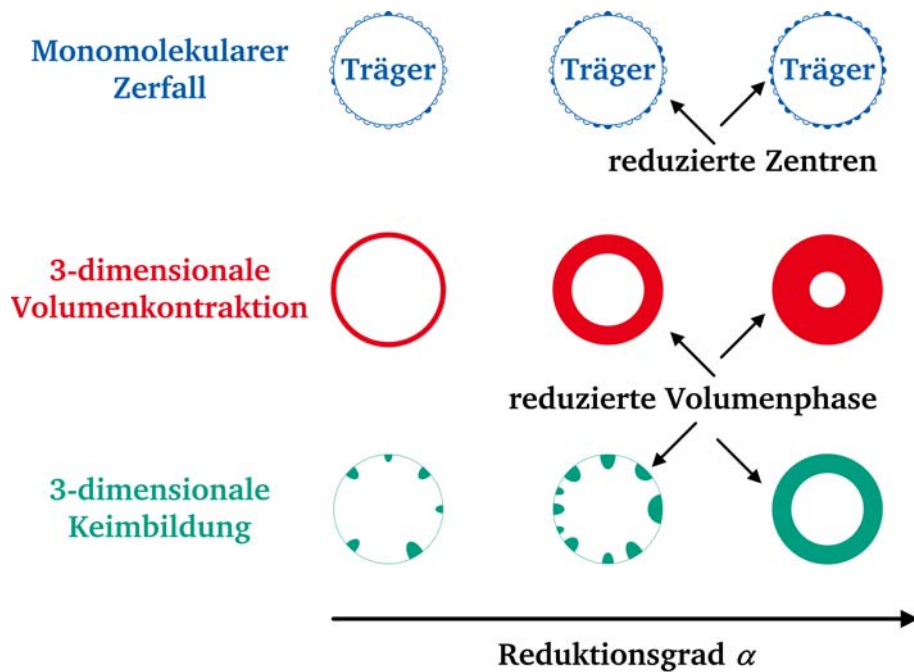 Monomolekularer
Zerfall
Träger
Träger
Träger
reduzierte Zentren
3-dimensionale
Volumenkontraktion
reduzierte Volumenphase
3-dimensionale
Keimbildung
Reduktionsgrad α